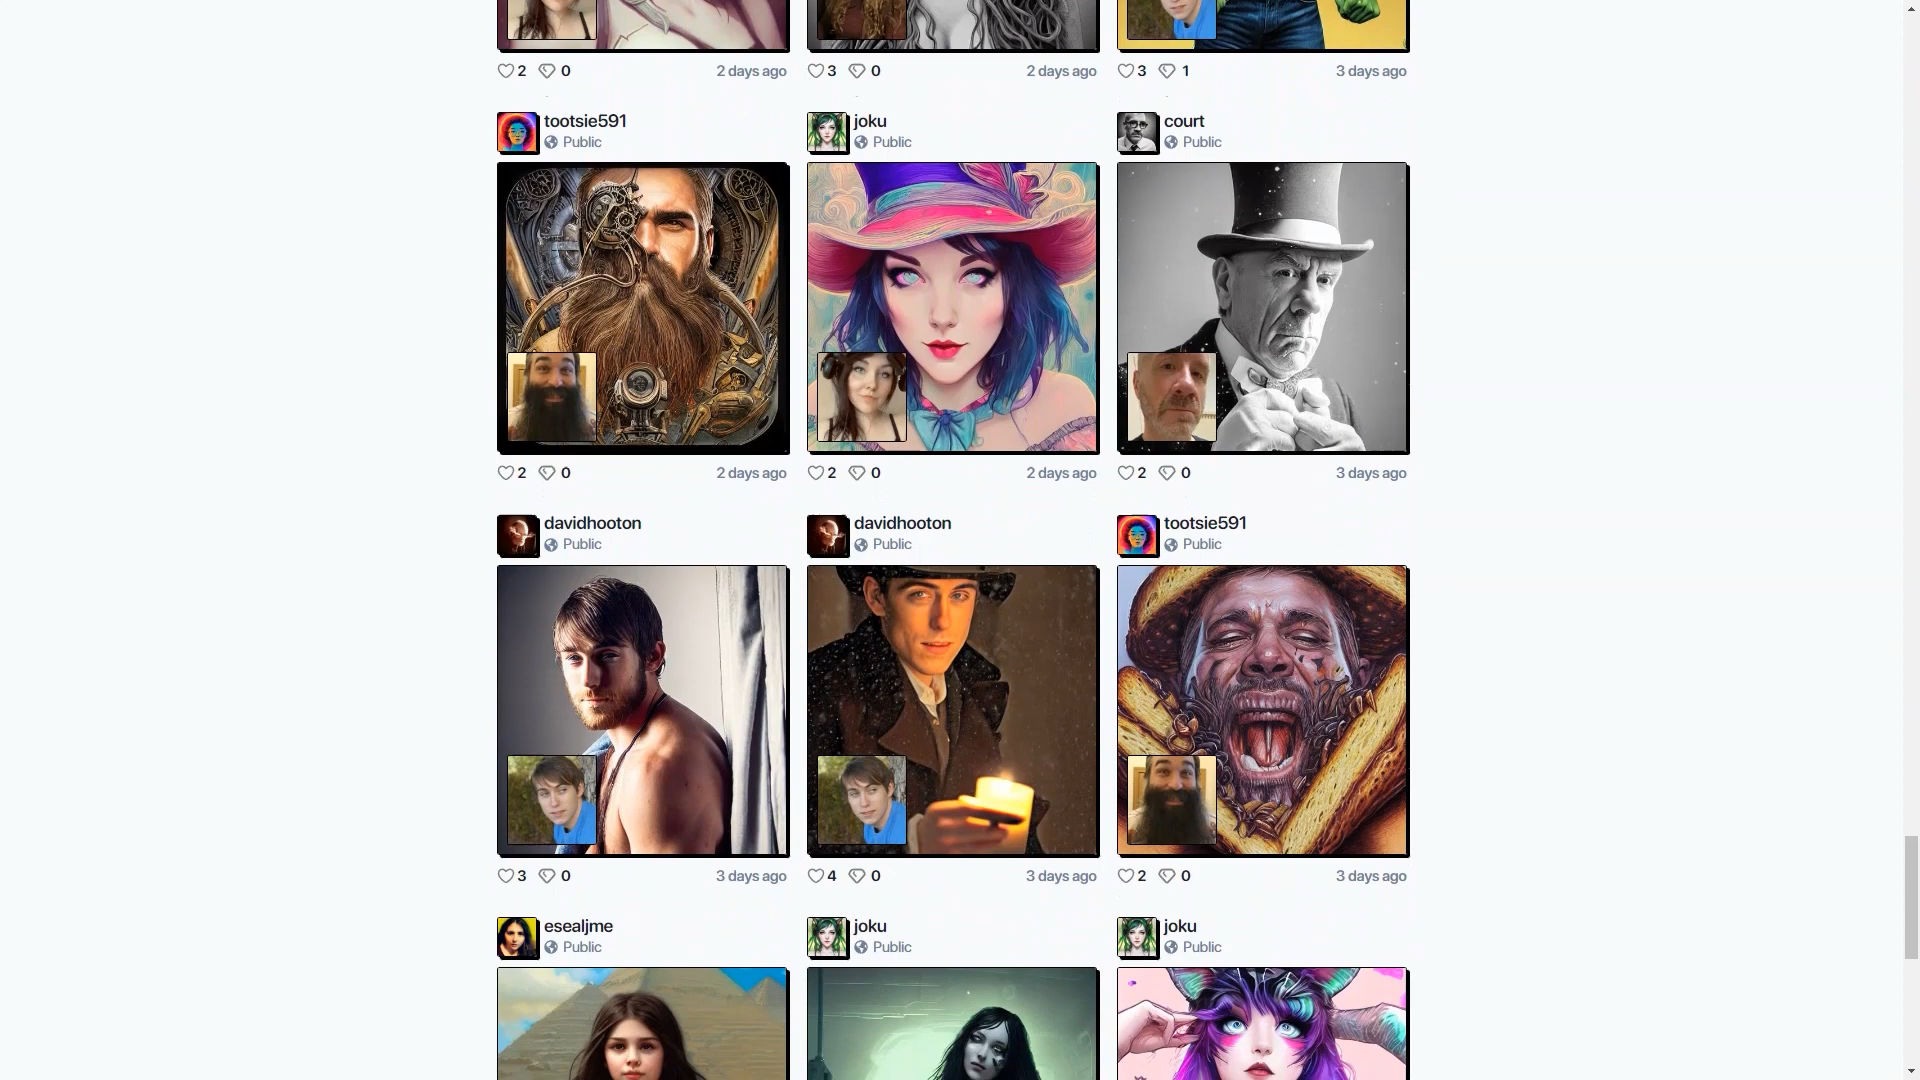 2 0 2 days ago
3 0 2 days ago
3 1 3 days ago
tootsie591
Public
joku
Public
court
Public
2 0 2 days ago
2 0 2 days ago
2 0 3 days ago
davidhooton
Public
davidhooton
Public
tootsie591
Public
3 0 3 days ago
4 0 3 days ago
2 0 3 days ago
esealjme
Public
joku
Public
joku
Public